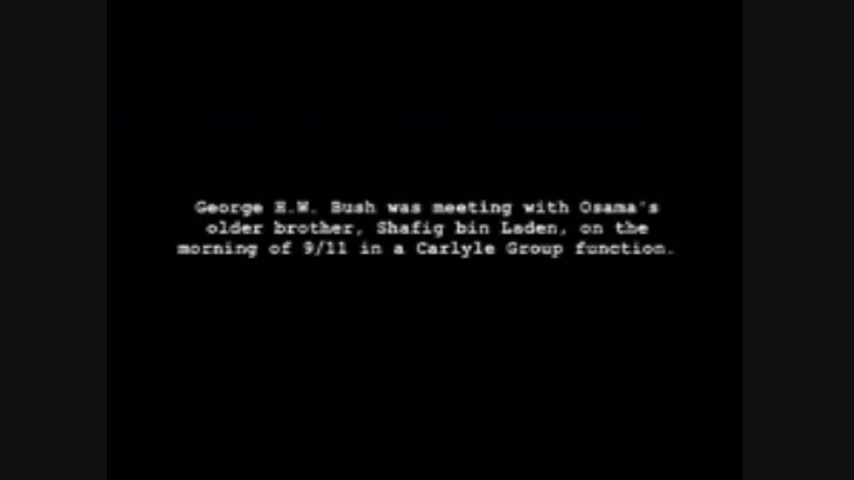 George H.W. Bush was meeting with Osama's
older brother, Shafig bin Laden, on the
morning of 9/11 in a Carlyle Group function.